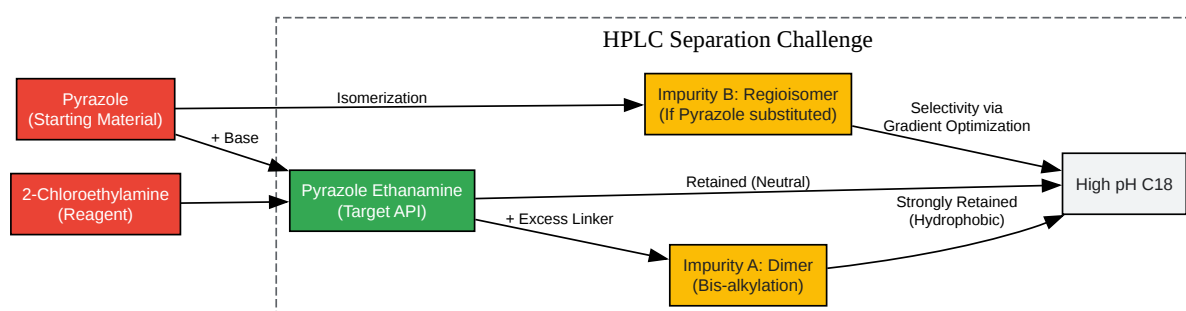 HPLC Separation Challenge
Pyrazole
(Starting Material)
Isomerization
Impurity B: Regioisomer
(If Pyrazole substituted)
Selectivity via
Gradient Optimization
+ Base
2-Chloroethylamine
(Reagent)
Pyrazole Ethanamine
(Target API)
Retained (Neutral)
High pH C18
+ Excess Linker
Strongly Retained
(Hydrophobic)
Impurity A: Dimer
(Bis-alkylation)